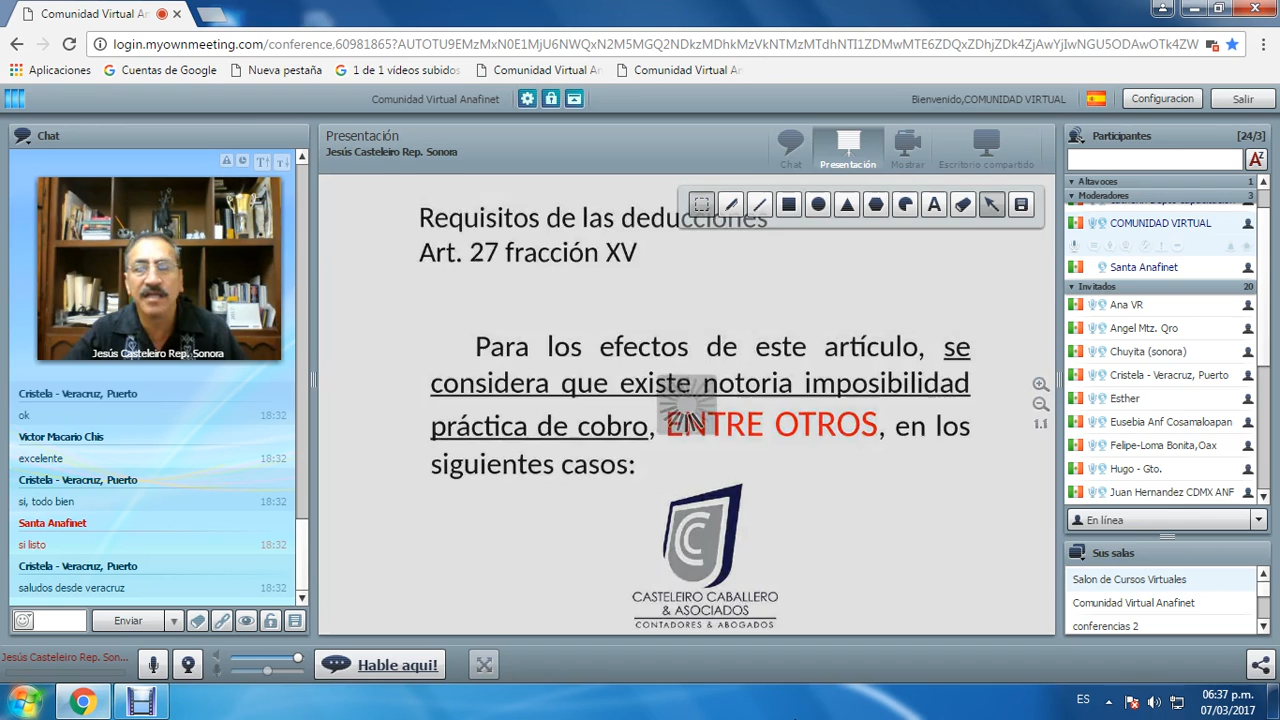 Comunidad Virtual Ana
login.myownmeeting.com/conference,60981865?AUTOTU9EMzMxN0E1MjU6NWQxN2M5MGQ2NDkzMDhkMzVkNTMzMTdhNTI1ZDMwMTE6ZDQxZDhjZDk4ZjAwYjIwNGU5ODAwOTk4ZW
Aplicaciones
Cuentas de Google
Nueva pestaña
1 de 1 vídeos subidos
Comunidad Virtual An
Comunidad Virtual An
Comunidad Virtual Anafinet
Bienvenido,COMUNIDAD VIRTUAL
Configuracion
Salir
Chat
Presentación
Jesús Casteleiro Rep. Sonora
Chat
Presentación
Mostrar
Escritorio compartido
Participantes
[24/3]
Altavoces 1
Moderadores 3
COMUNIDAD VIRTUAL
Santa Anafinet
Invitados 20
Ana VR
Angel Mtz. Qro
Chuyita (sonora)
Cristela - Veracruz, Puerto
Esther
Eusebia Anf Cosamaloapan
Felipe-Loma Bonita,Oax
Hugo - Gto.
Juan Hernandez CDMX ANF
En línea
Sus salas
Salon de Cursos Virtuales
Comunidad Virtual Anafinet
conferencias 2
Jesús Casteleiro Rep. Sonora
Cristela - Veracruz, Puerto
ok 18:32
Victor Macario Chis
excelente 18:32
Cristela - Veracruz, Puerto
si, todo bien 18:32
Santa Anafinet
si listo 18:32
Cristela - Veracruz, Puerto
saludos desde veracruz 18:32
Enviar
Requisitos de las deducciones
Art. 27 fracción XV
Para los efectos de este artículo, se
considera que existe notoria imposibilidad
práctica de cobro, ENTRE OTROS, en los
siguientes casos:
CASTELEIRO CABALLERO
& ASOCIADOS
CONTADORES & ABOGADOS
1.1
Jesús Casteleiro Rep. Son...
Hable aqui!
ES
06:37 p.m.
07/03/2017